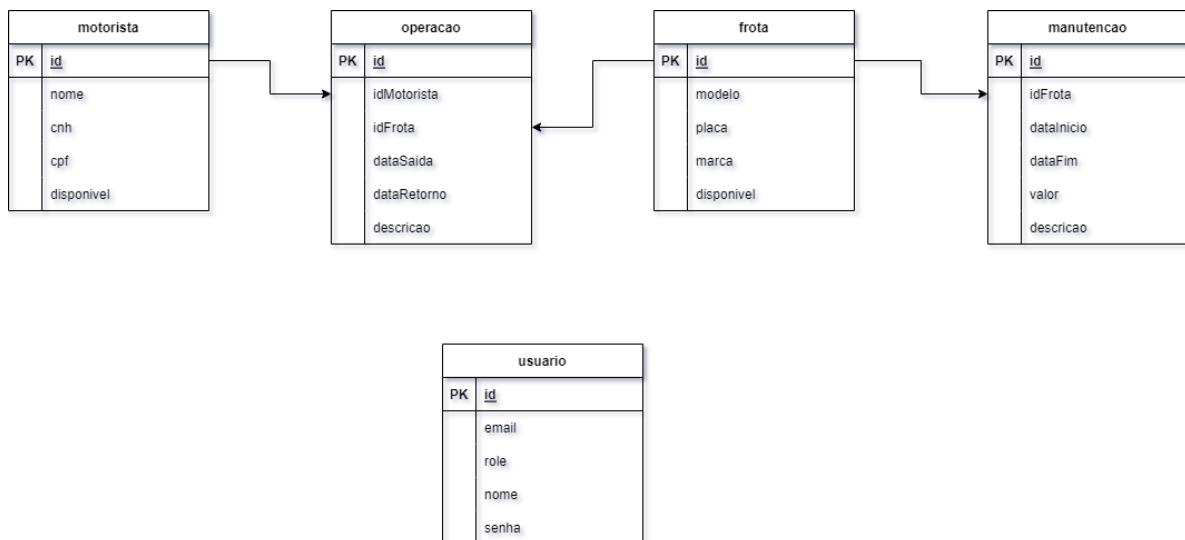 motorista
PK id
nome
cnh
cpf
disponivel
operacao
PK id
idMotorista
idFrota
dataSaida
dataRetorno
descricao
frota
PK id
modelo
placa
marca
disponivel
manutencao
PK id
idFrota
dataInicio
dataFim
valor
descricao
usuario
PK id
email
role
nome
senha